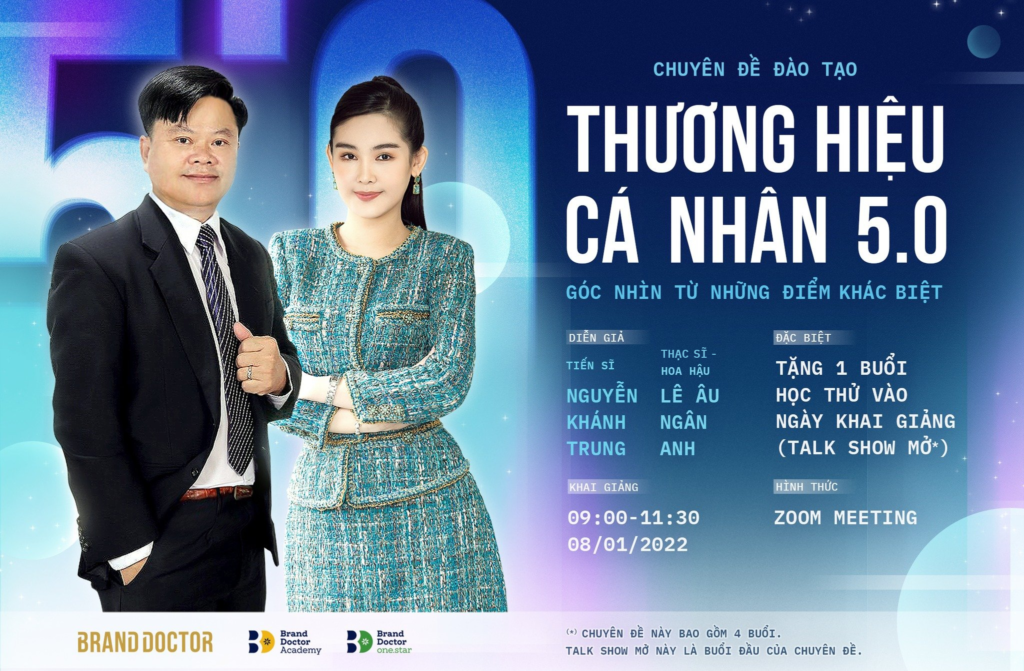 5.0
CHUYÊN ĐỀ ĐÀO TẠO
THƯƠNG HIỆU
CÁ NHÂN 5.0
GÓC NHÌN TỪ NHỮNG ĐIỂM KHÁC BIỆT
DIỄN GIẢ
TIẾN SĨ
NGUYỄN
KHÁNH
TRUNG
THẠC SĨ -
HOA HẬU
LÊ ÂU
NGÂN
ANH
ĐẶC BIỆT
TẶNG 1 BUỔI
HỌC THỬ VÀO
NGÀY KHAI GIẢNG
(TALK SHOW MỞ*)
KHAI GIẢNG
09:00-11:30
08/01/2022
HÌNH THỨC
ZOOM MEETING
BRAND DOCTOR
Brand
Doctor
Academy
Brand
Doctor
one.star
(*) CHUYÊN ĐỀ NÀY BAO GỒM 4 BUỔI.
TALK SHOW MỞ NÀY LÀ BUỔI ĐẦU CỦA CHUYÊN ĐỀ.